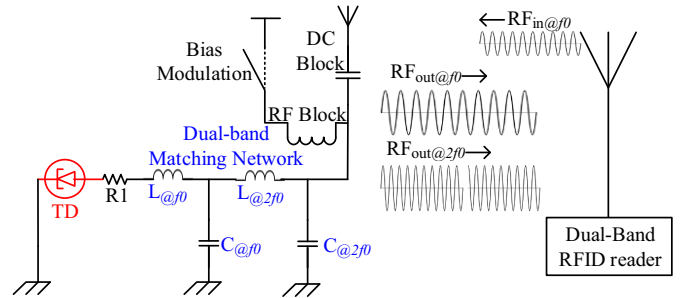 RFin@f0
DC
Block
Bias
Modulation
RFout@f0
RF Block
Dual-band
Matching Network
RFout@2f0
L@f0
L@2f0
R1
TD
C@f0
C@2f0
Dual-Band
RFID reader